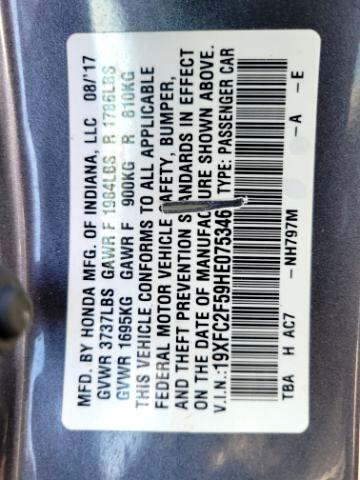 MFD. BY HONDA MFG. OF INDIANA, LLC 08/'17
GVWR 3737LBS GAWR F 1984LBS R 1786LBS
GVWR 1695KG GAWR F 900KG R 810KG
THIS VEHICLE CONFORMS TO ALL APPLICABLE
FEDERAL MOTOR VEHICLE SAFETY, BUMPER,
AND THEFT PREVENTION STANDARDS IN EFFECT
ON THE DATE OF MANUFACTURE SHOWN ABOVE.
V.I.N.: 19XFC2F59HE075346 TYPE: PASSENGER CAR
TBA H AC7 -NH797M -A -E